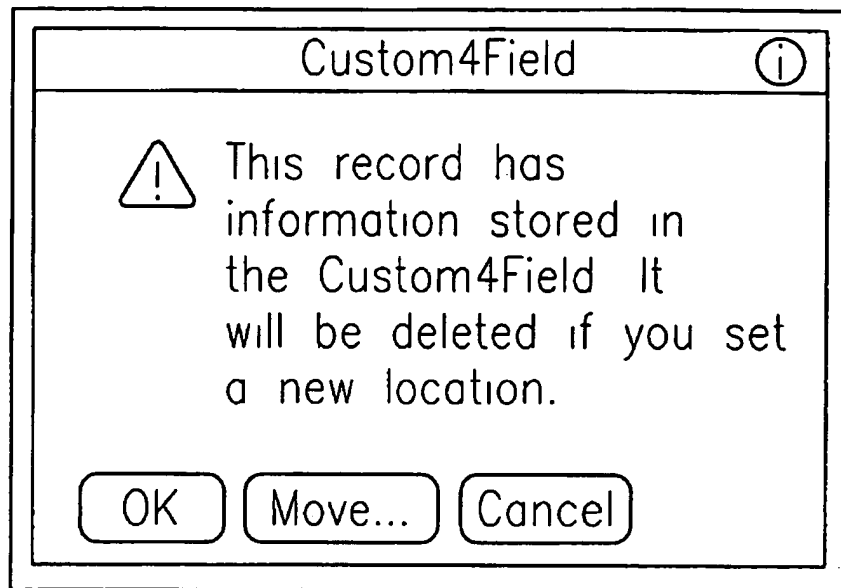 Custom4Field
This record has
information stored in
the Custom4Field It
will be deleted if you set
a new location.
OK Move... Cancel